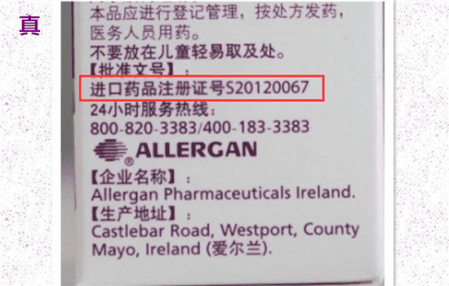 真
本品应进行登记管理，按处方发药，
医务人员用药。
不要放在儿童轻易取及处。
【批准文号】
进口药品注册证号S20120067
24小时服务热线：
800-820-3383/400-183-3383
ALLERGAN
【企业名称】：
Allergan Pharmaceuticals Ireland.
【生产地址】：
Castlebar Road, Westport, County
Mayo, Ireland (爱尔兰).